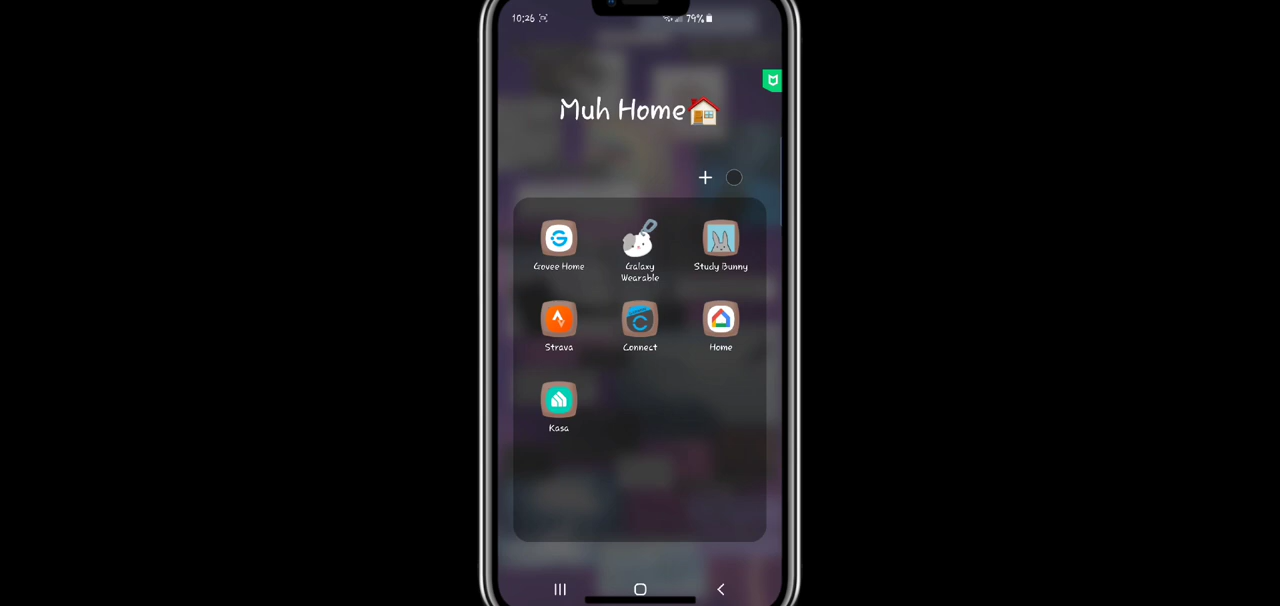 10:26
79%
Muh Home
Govee Home
Galaxy
Wearable
Study Bunny
Strava
Connect
Home
Kasa